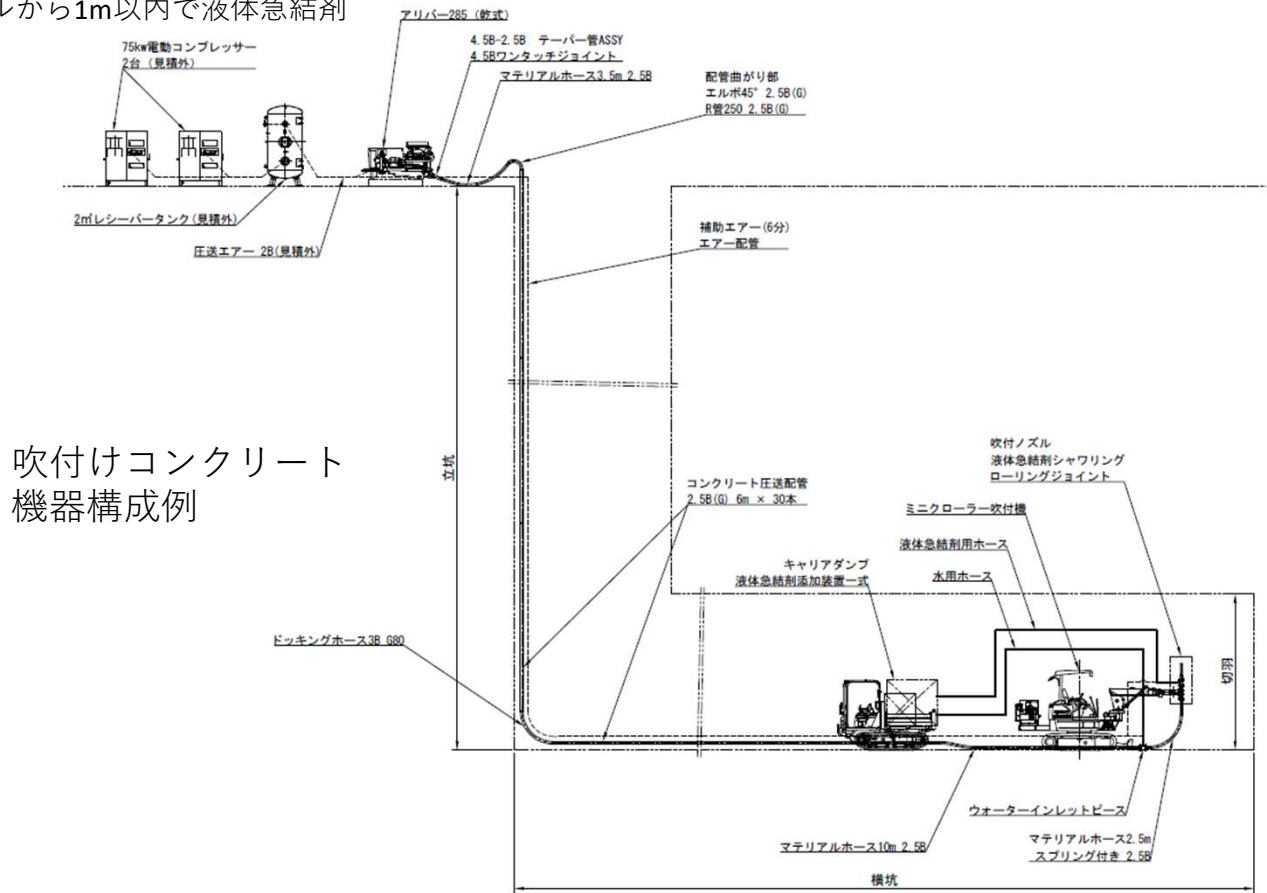 ルから1m以内で液体急結剤
アリバー285 (乾式)
75kw電動コンプレッサー
2台 (見積外)
4.5B-2.5B テーパー管ASSY
4.5Bワンタッチジョイント
マテリアルホース3.5m 2.5B
配管曲がり部
エルボ45° 2.5B(G)
R管250 2.5B(G)
2㎥レシーバータンク(見積外)
圧送エアー 2B(見積外)
補助エアー(6分)
エアー配管
吹付けコンクリート
機器構成例
立坑
コンクリート圧送配管
2.5B(G) 6m × 30本
吹付ノズル
液体急結剤シャワリング
ローリングジョイント
ミニクローラー吹付機
液体急結剤用ホース
水用ホース
キャリアダンプ
液体急結剤添加装置一式
ドッキングホース3B G80
切羽
ウォーターインレットピース
マテリアルホース2.5m
スプリング付き 2.5B
マテリアルホース10m 2.5B
横坑